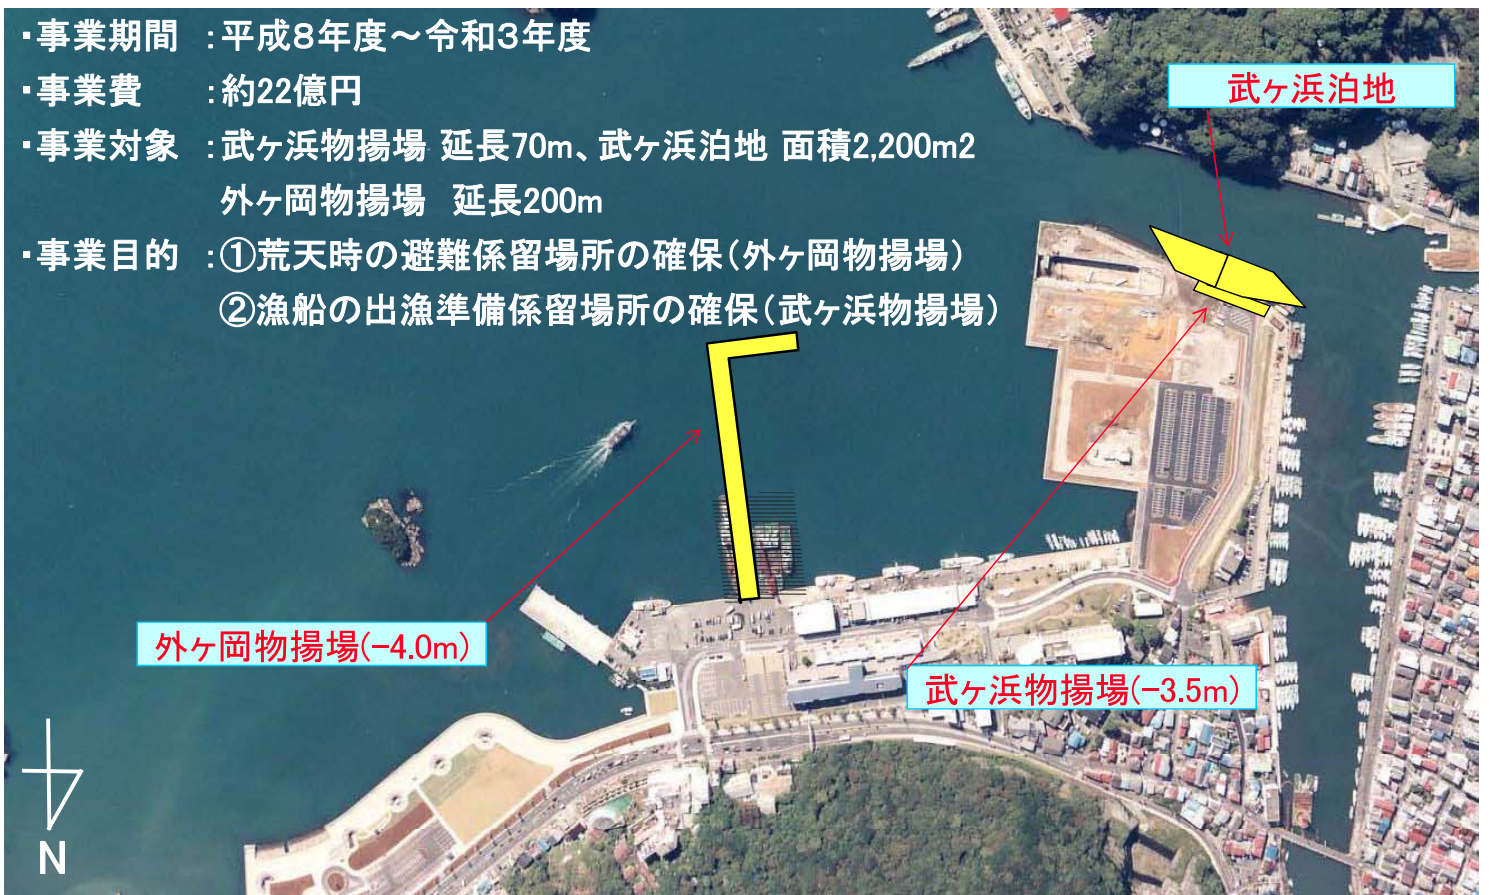 ・事業期間 ：平成８年度～令和３年度
・事業費 ：約22億円
・事業対象 ：武ヶ浜物揚場 延長70m、武ヶ浜泊地 面積2,200m2
外ヶ岡物揚場 延長200m
・事業目的 ：①荒天時の避難係留場所の確保（外ヶ岡物揚場）
②漁船の出漁準備係留場所の確保（武ヶ浜物揚場）
武ヶ浜泊地
外ヶ岡物揚場(-4.0m)
武ヶ浜物揚場(-3.5m)
N